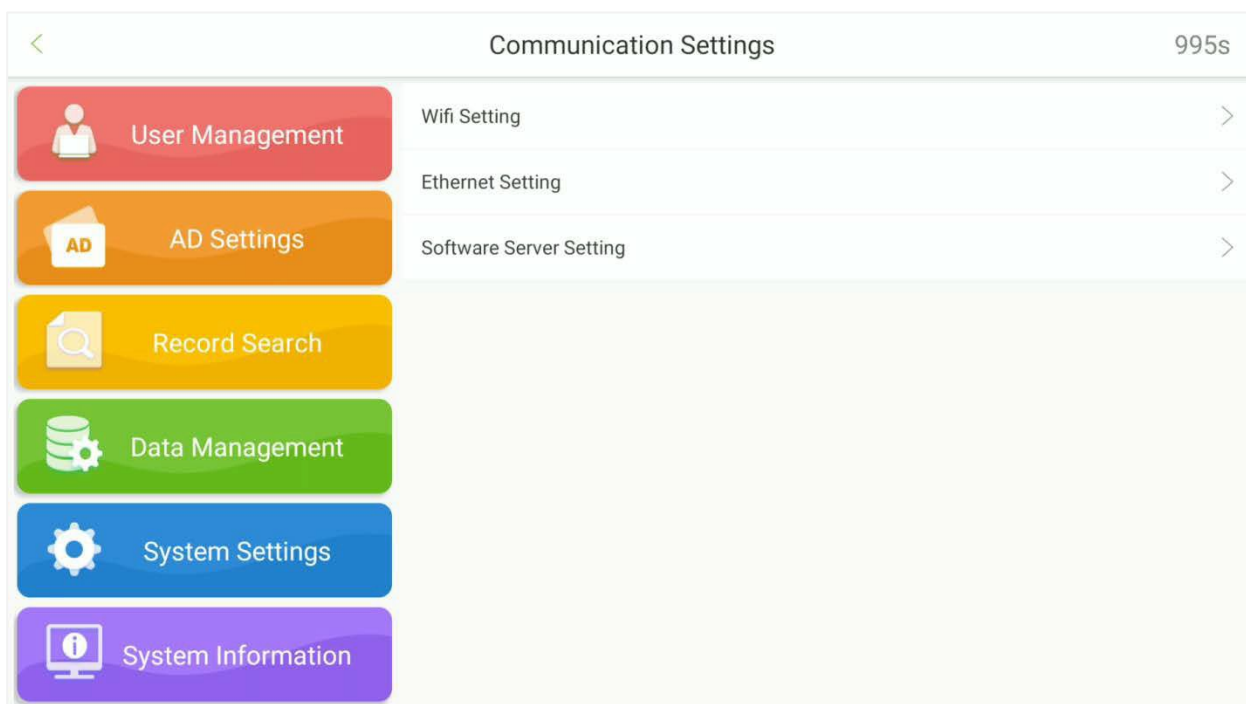 Communication Settings
995s
User Management
AD
AD Settings
Record Search
Data Management
System Settings
System Information
Wifi Setting
Ethernet Setting
Software Server Setting